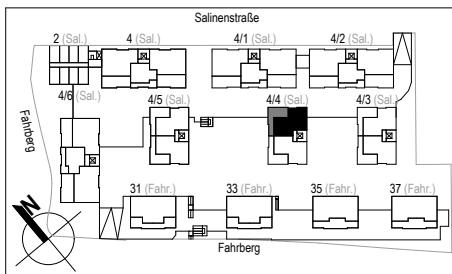 Salinenstraße
2 (Sal.) 4 (Sal.) 4/1 (Sal.) 4/2 (Sal.)
4/6 (Sal.) 4/5 (Sal.) 4/4 (Sal.) 4/3 (Sal.)
Fahrberg
31 (Fahr.) 33 (Fahr.) 35 (Fahr.) 37 (Fahr.)
N
Fahrberg